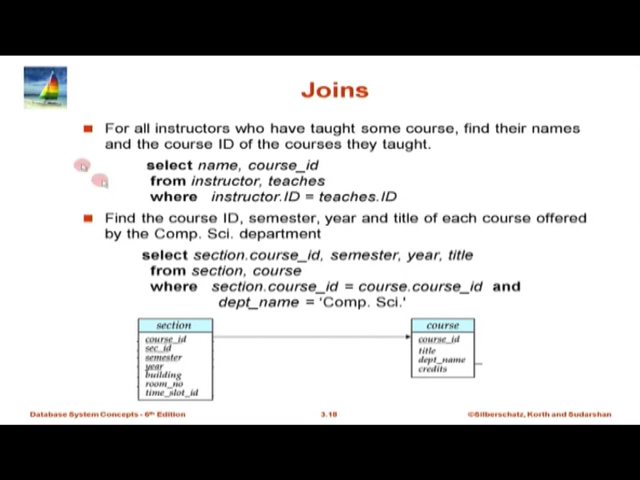 Joins
For all instructors who have taught some course, find their names
and the course ID of the courses they taught.
select name, course_id
from instructor, teaches
where instructor.ID = teaches.ID
Find the course ID, semester, year and title of each course offered
by the Comp. Sci. department
select section.course_id, semester, year, title
from section, course
where section.course_id = course.course_id and
dept_name = 'Comp. Sci.'
section
course_id
sec_id
semester
year
building
room_no
time_slot_id
course
course_id
title
dept_name
credits
Database System Concepts - 6th Edition
3.18
©Silberschatz, Korth and Sudarshan